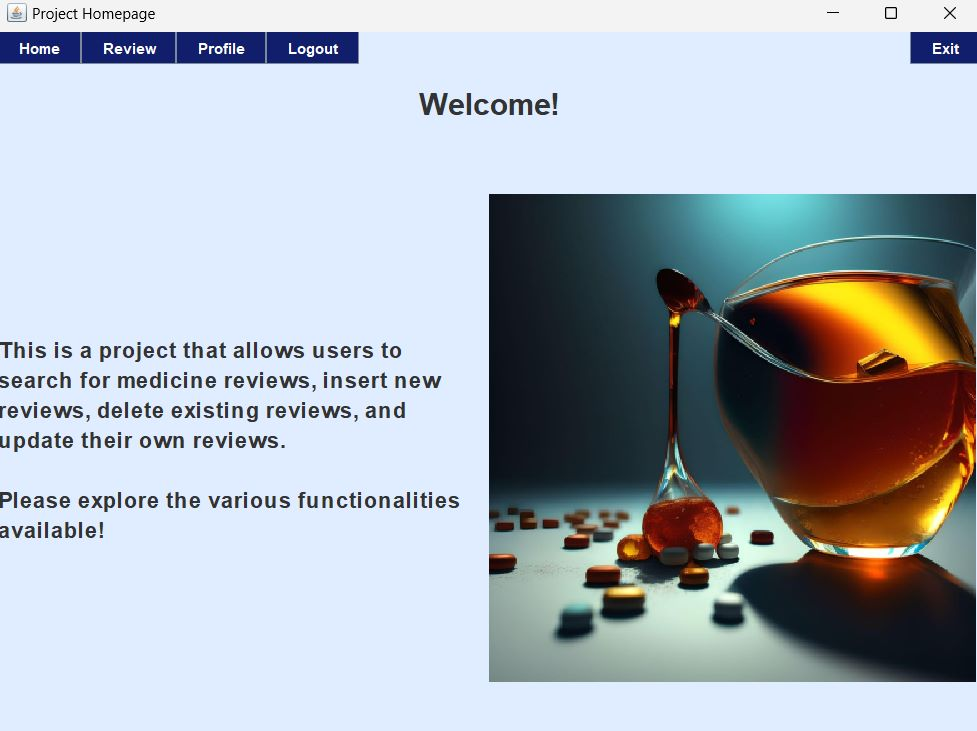 Project Homepage
Home Review Profile Logout Exit
Welcome!
This is a project that allows users to
search for medicine reviews, insert new
reviews, delete existing reviews, and
update their own reviews.
Please explore the various functionalities
available!